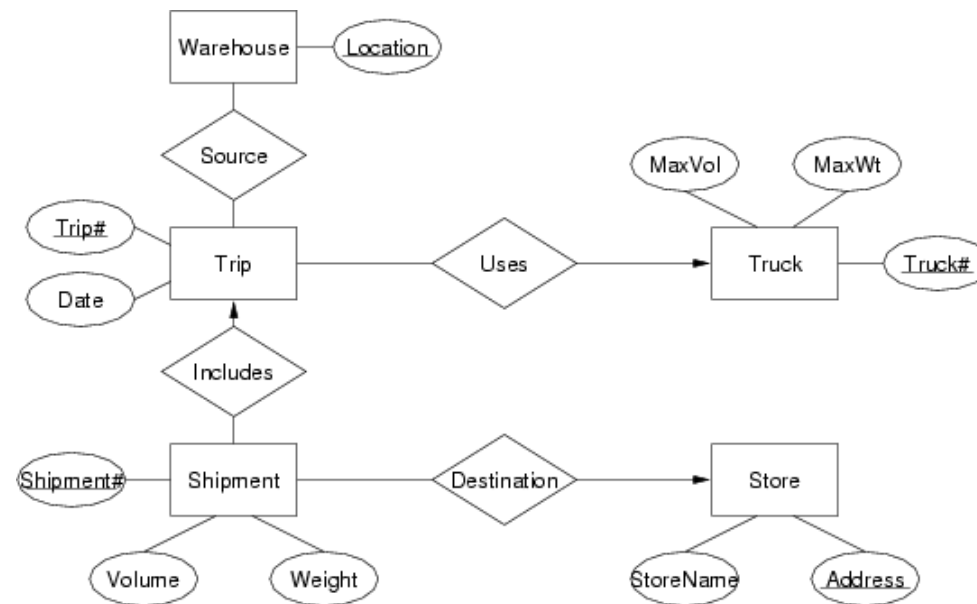 Warehouse
Location
Source
MaxVol
MaxWt
Trip#
Trip
Uses
Truck
Truck#
Date
Includes
Shipment#
Shipment
Destination
Store
Volume
Weight
StoreName
Address